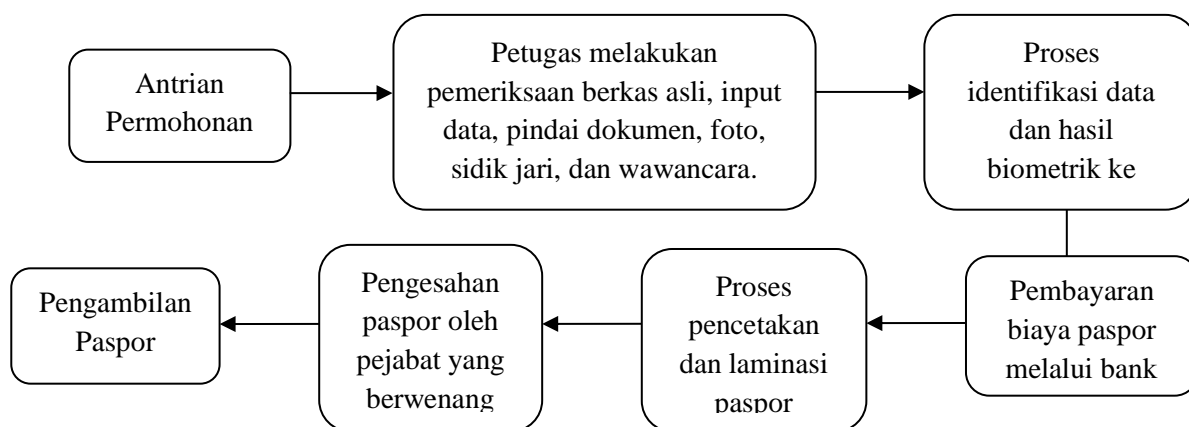 Antrian
Permohonan
Petugas melakukan
pemeriksaan berkas asli, input
data, pindai dokumen, foto,
sidik jari, dan wawancara.
Proses
identifikasi data
dan hasil
biometrik ke
Pembayaran
biaya paspor
melalui bank
Proses
pencetakan
dan laminasi
paspor
Pengesahan
paspor oleh
pejabat yang
berwenang
Pengambilan
Paspor